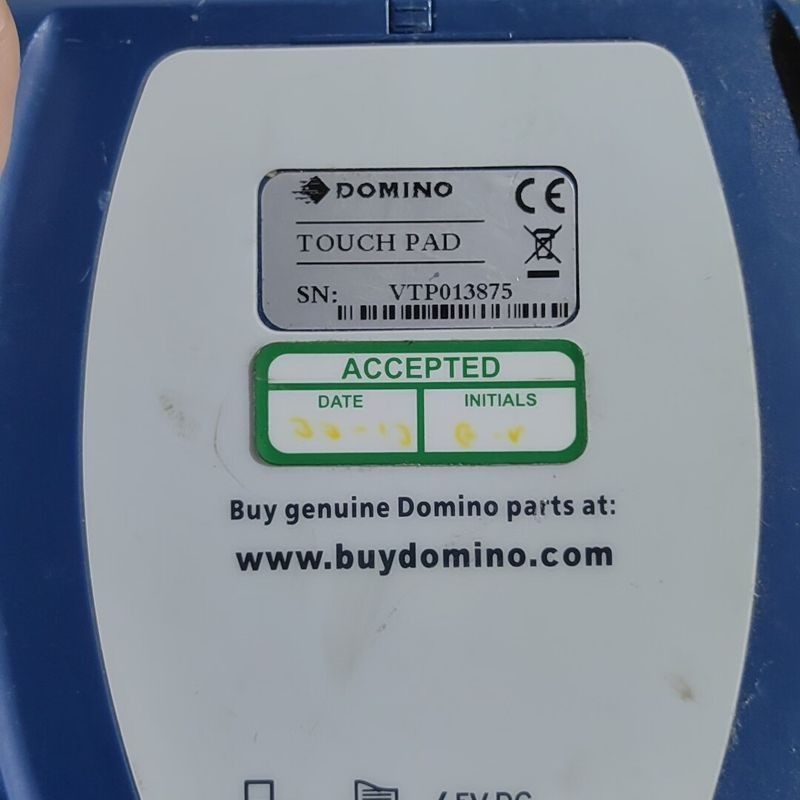 DOMINO
CE
TOUCH PAD
SN: VTP013875
ACCEPTED
DATE INITIALS
Buy genuine Domino parts at:
www.buydomino.com